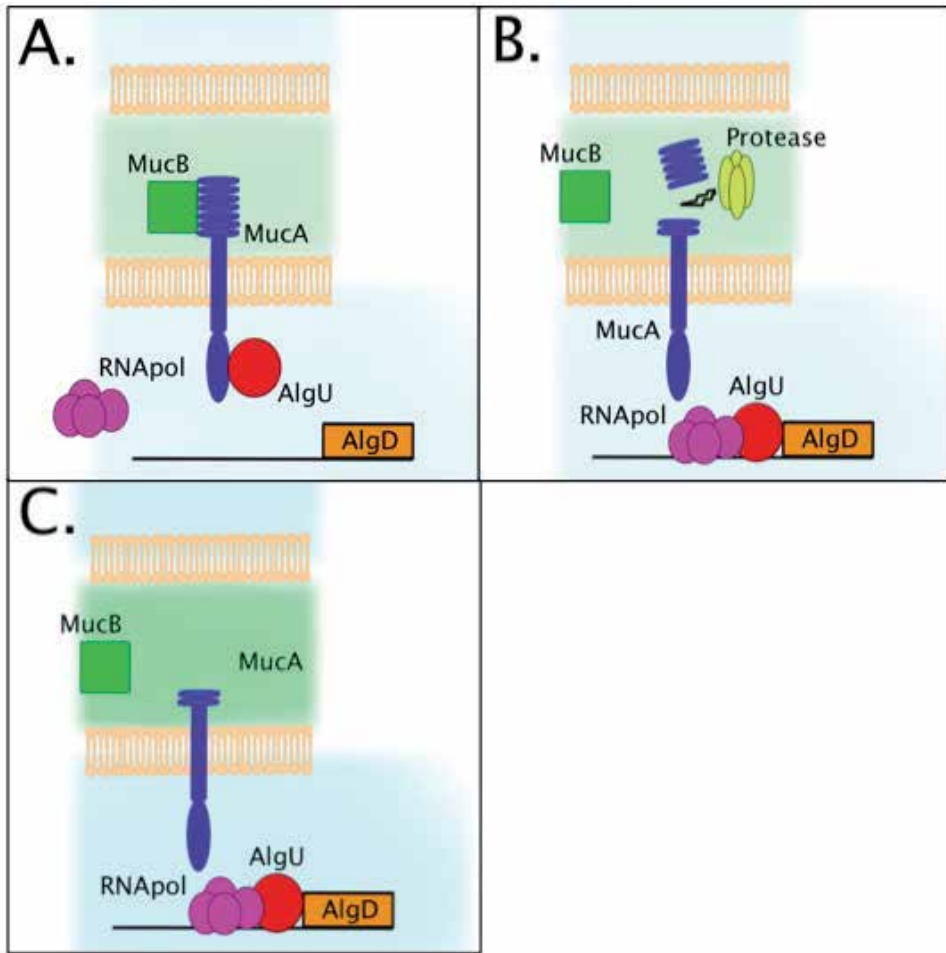 A.
MucB
MucA
RNApol
AlgU
AlgD
B.
Protease
MucB
MucA
AlgU
RNApol
AlgD
C.
MucB
MucA
AlgU
RNApol
AlgD